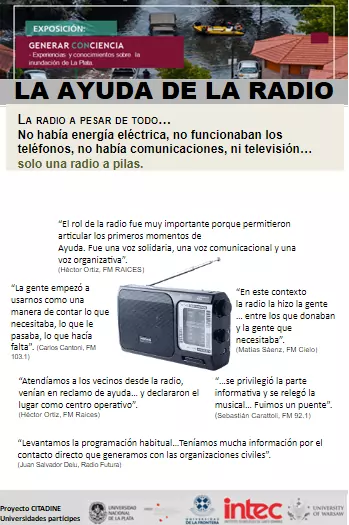 EXPOSICIÓN:
GENERAR CONCIENCIA
- Experiencias y conocimientos sobre la
inundación de La Plata.
LA AYUDA DE LA RADIO
LA RADIO A PESAR DE TODO...
No había energía eléctrica, no funcionaban los
teléfonos, no había comunicaciones, ni televisión...
solo una radio a pilas.
“El rol de la radio fue muy importante porque permitieron
articular los primeros momentos de
Ayuda. Fue una voz solidaria, una voz comunicacional y una
voz organizativa”.
(Héctor Ortiz, FM RAICES)
“La gente empezó a
usarnos como una
manera de contar lo que
necesitaba, lo que le
pasaba, lo que hacía
falta”. (Carlos Cantoni, FM
103.1)
“En este contexto
la radio la hizo la gente
... entre los que donaban
y la gente que
necesitaba”.
(Matías Sáenz, FM Cielo)
“Atendíamos a los vecinos desde la radio,
venían en reclamo de ayuda... y declararon el
lugar como centro operativo”.
(Héctor Ortiz, FM Raíces)
“...se privilegió la parte
informativa y se relegó la
musical... Fuimos un puente”.
(Sebastián Carattoli, FM 92.1)
“Levantamos la programación habitual...Teníamos mucha información por el
contacto directo que generamos con las organizaciones civiles”.
(Juan Salvador Delu, Radio Futura)
Proyecto CITADINE
Universidades partícipes
UNIVERSIDAD
NACIONAL
DE LA PLATA
UNIVERSIDAD
DE LA FRONTERA
intec
UNIVERSITY
OF WARSAW